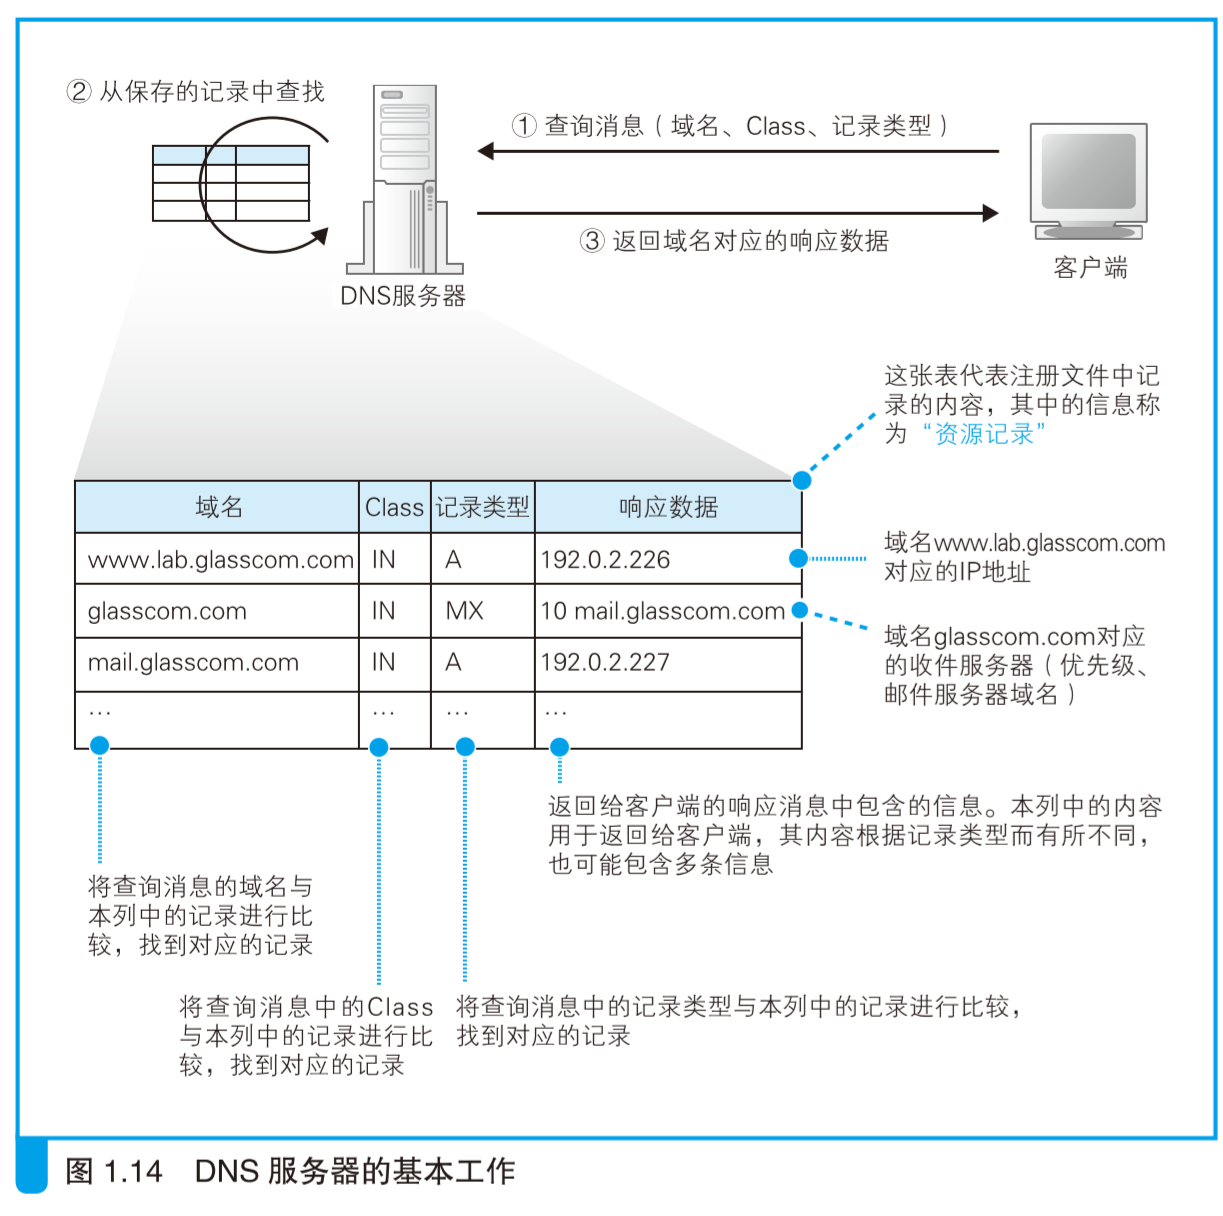 ② 从保存的记录中查找
① 查询消息（域名、Class、记录类型）
③ 返回域名对应的响应数据
客户端
DNS服务器
这张表代表注册文件中记
录的内容，其中的信息称
为“资源记录”
域名 Class 记录类型 响应数据
www.lab.glasscom.com IN A 192.0.2.226
glasscom.com IN MX 10 mail.glasscom.com
mail.glasscom.com IN A 192.0.2.227
… … … …
域名www.lab.glasscom.com
对应的IP地址
域名glasscom.com对应
的收件服务器（优先级、
邮件服务器域名）
返回给客户端的响应消息中包含的信息。本列中的内容
用于返回给客户端，其内容根据记录类型而有所不同，
也可能包含多条信息
将查询消息的域名与
本列中的记录进行比
较，找到对应的记录
将查询消息中的Class
与本列中的记录进行比
较，找到对应的记录
将查询消息中的记录类型与本列中的记录进行比较，
找到对应的记录
图 1.14 DNS 服务器的基本工作